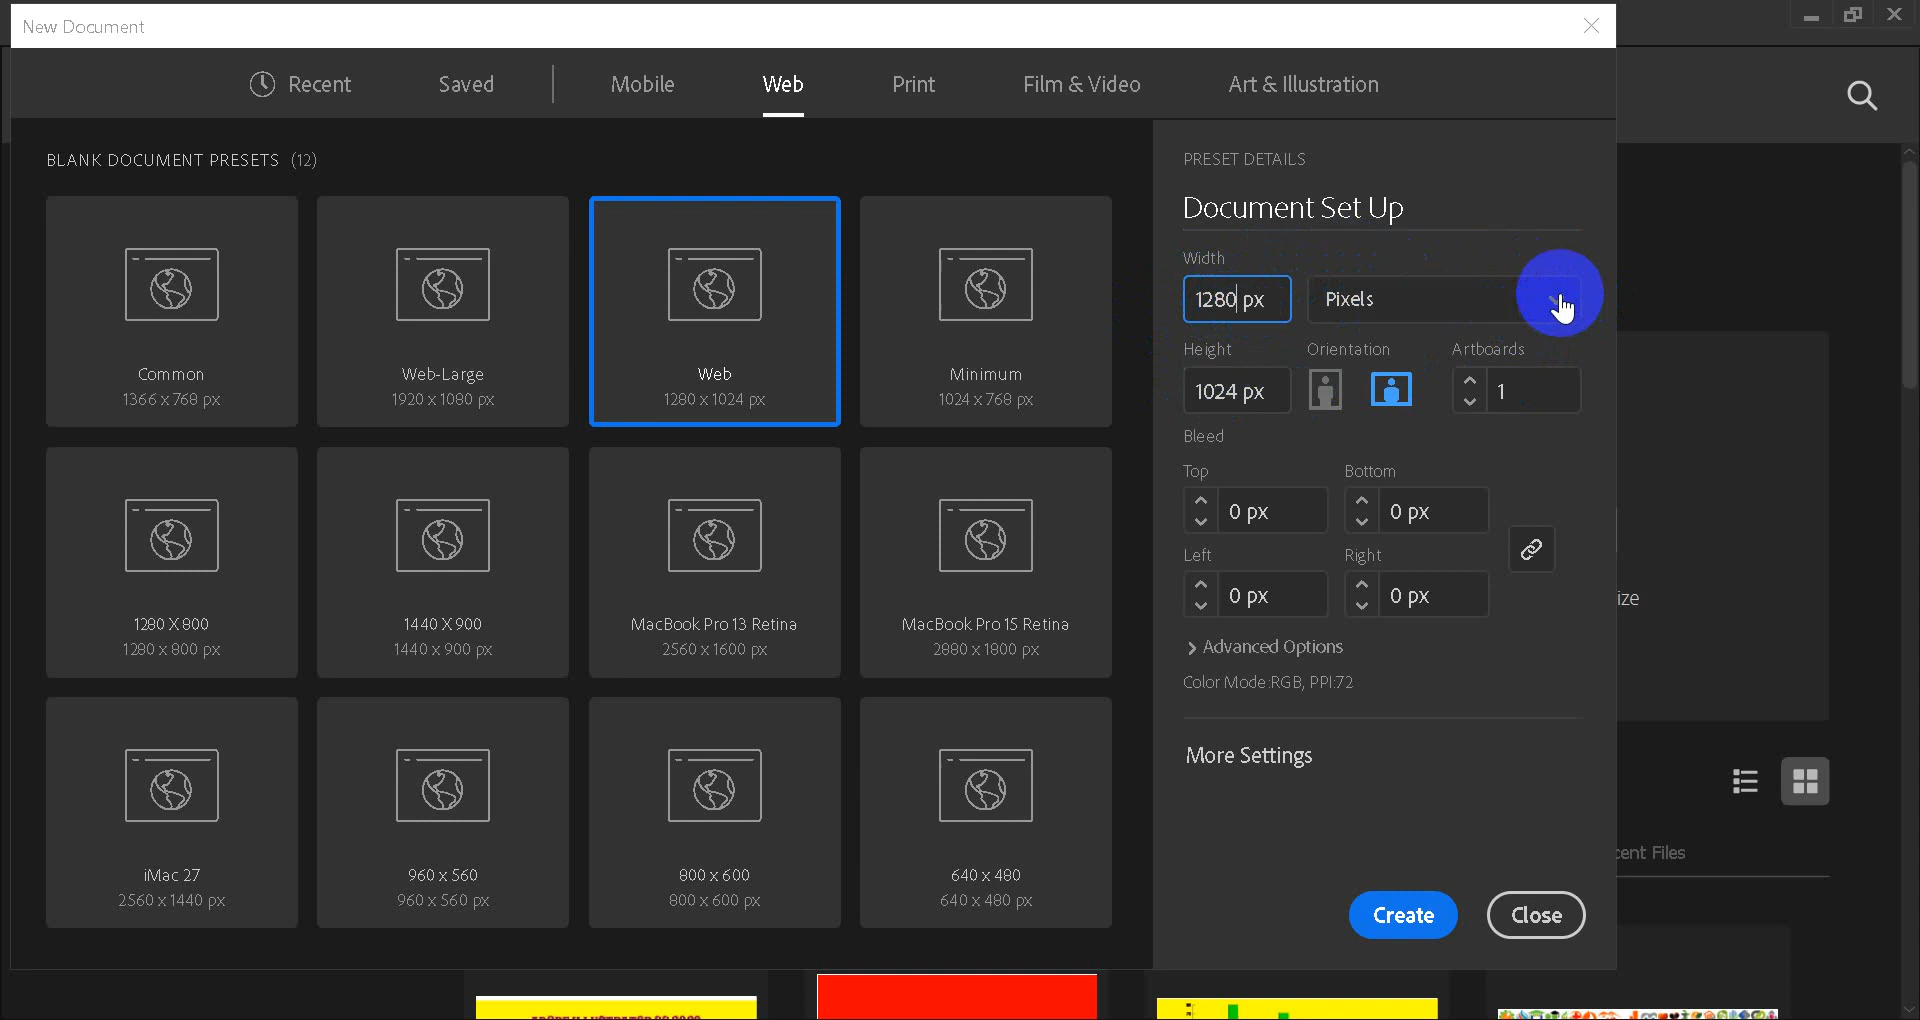 New Document
Recent
Saved
Mobile
Web
Print
Film & Video
Art & Illustration
BLANK DOCUMENT PRESETS (12)
Common
1366 x 768 px
Web-Large
1920 x 1080 px
Web
1280 x 1024 px
Minimum
1024 x 768 px
1280 X 800
1280 x 800 px
1440 X 900
1440 x 900 px
MacBook Pro 13 Retina
2560 x 1600 px
MacBook Pro 15 Retina
2880 x 1800 px
iMac 27
2560 x 1440 px
960 x 560
960 x 560 px
800 x 600
800 x 600 px
640 x 480
640 x 480 px
PRESET DETAILS
Document Set Up
Width
1280 px
Pixels
Height
Orientation
Artboards
1024 px
1
Bleed
Top
Bottom
0 px
0 px
Left
Right
0 px
0 px
Advanced Options
Color Mode:RGB, PPI:72
More Settings
Create
Close
ize
cent Files